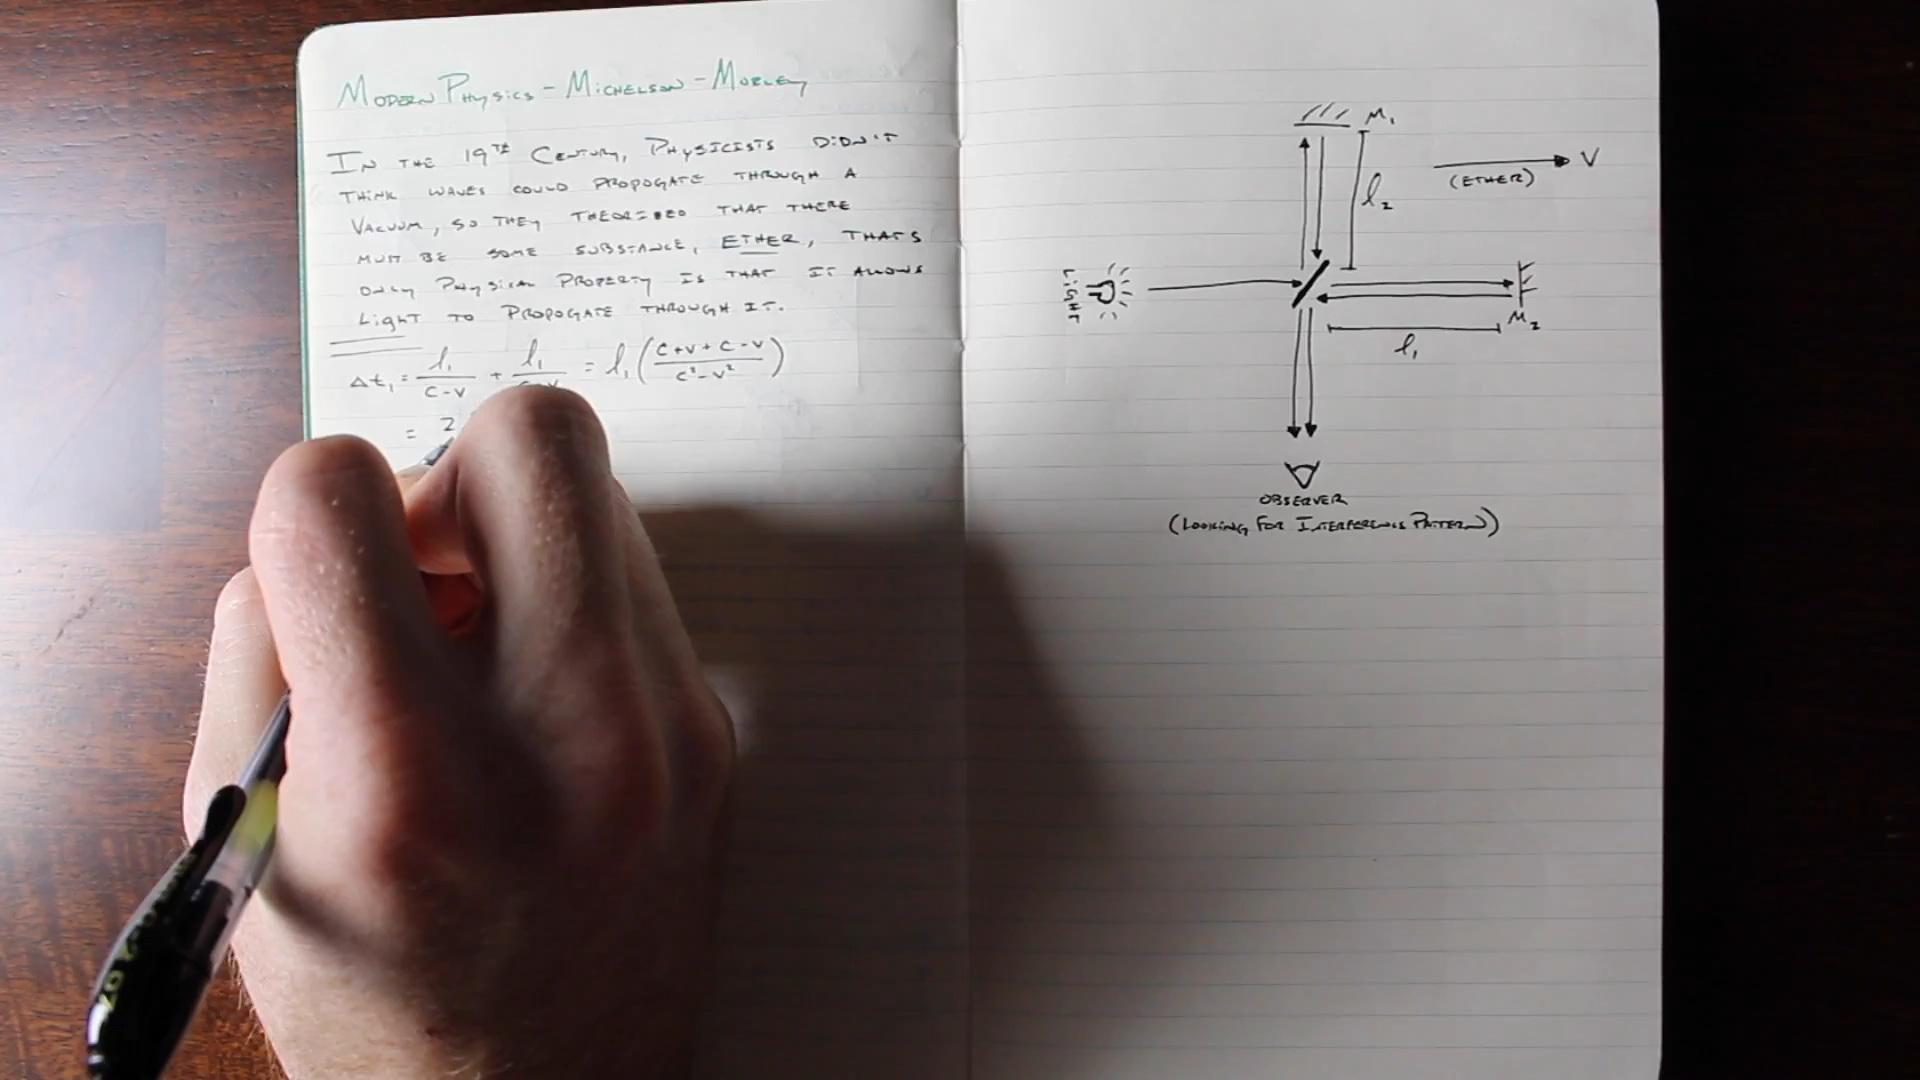 Modern Physics - Michelson - Morley
In the 19th Century, Physicists didn't
think waves could propogate through a
vacuum, so they theorized that there
must be some substance, ether, thats
only physical property is that it allows
light to propogate through it.
Δt₁ = l₁/(c-v) + l₁/ = l₁((c+v+c-v)/(c²-v²))
= 2
M₁
V
(Ether)
l₂
Light
M₂
l₁
Observer
(Looking for Interference Pattern)